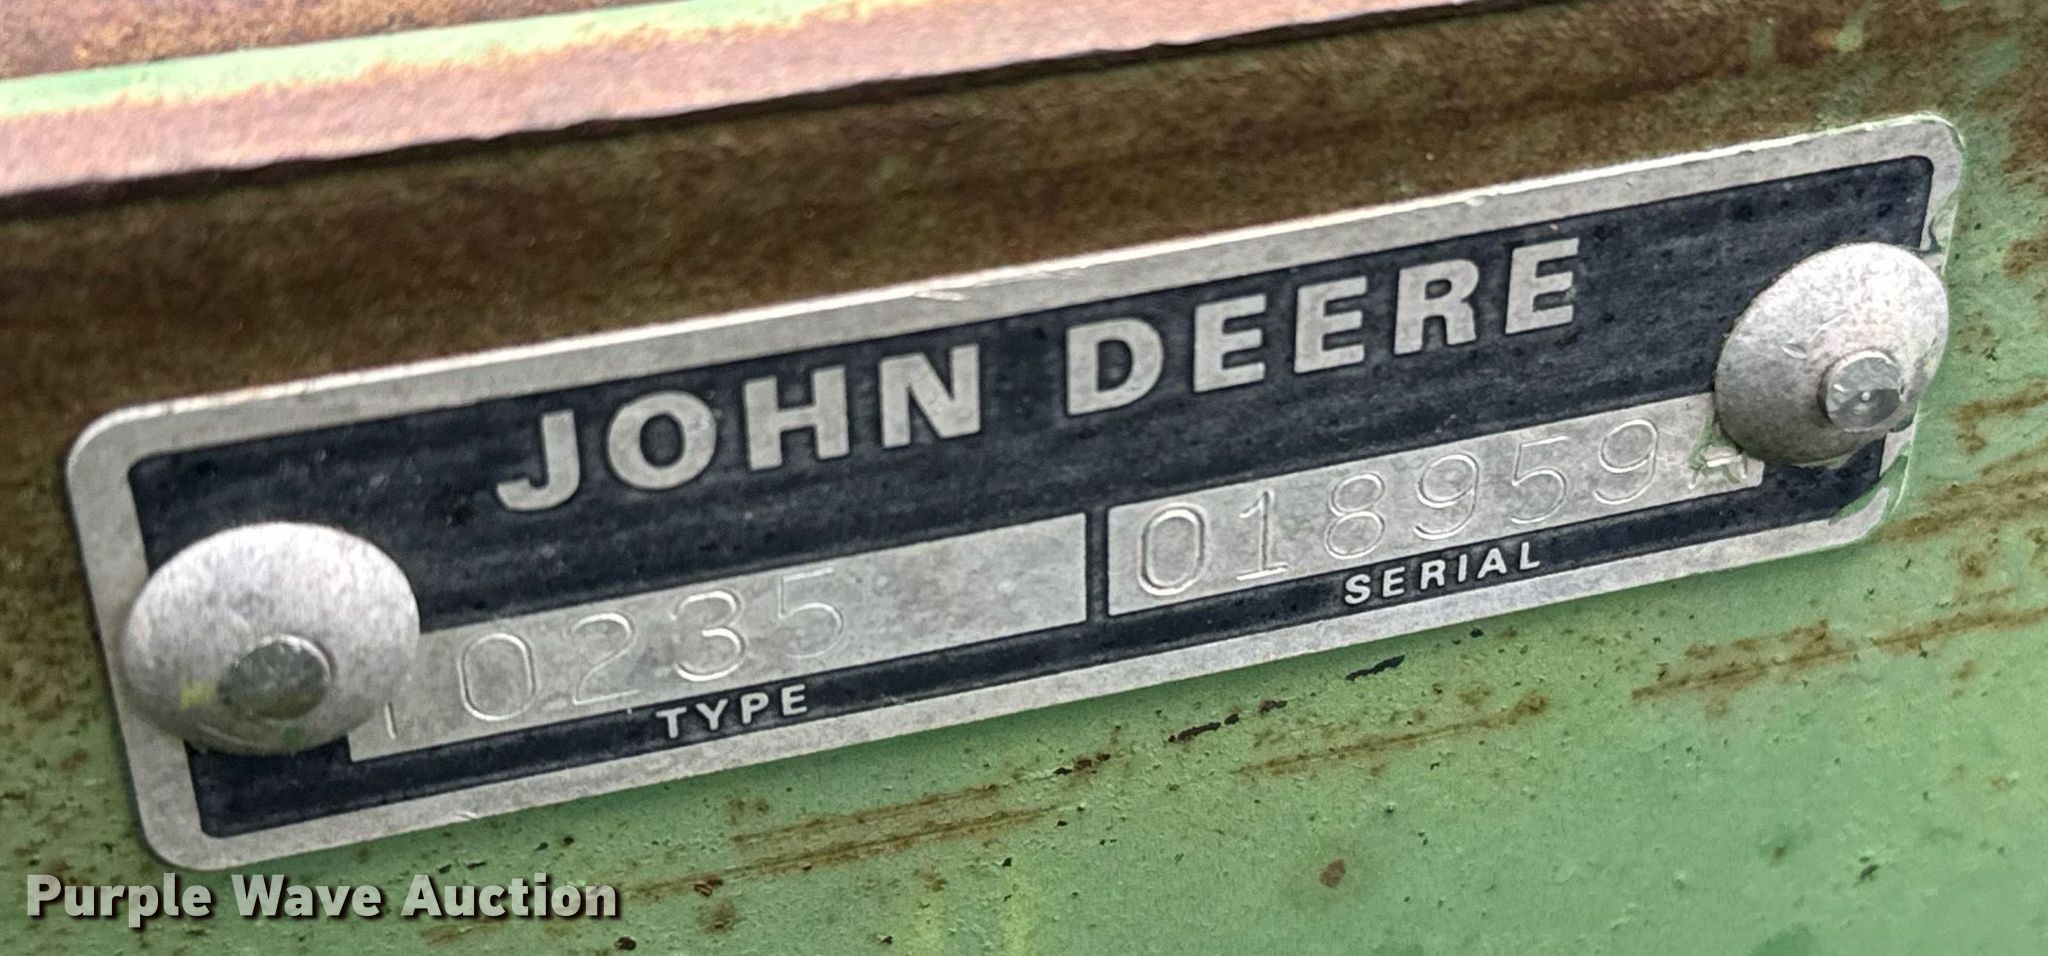 JOHN DEERE
0235 018959
TYPE SERIAL
Purple Wave Auction